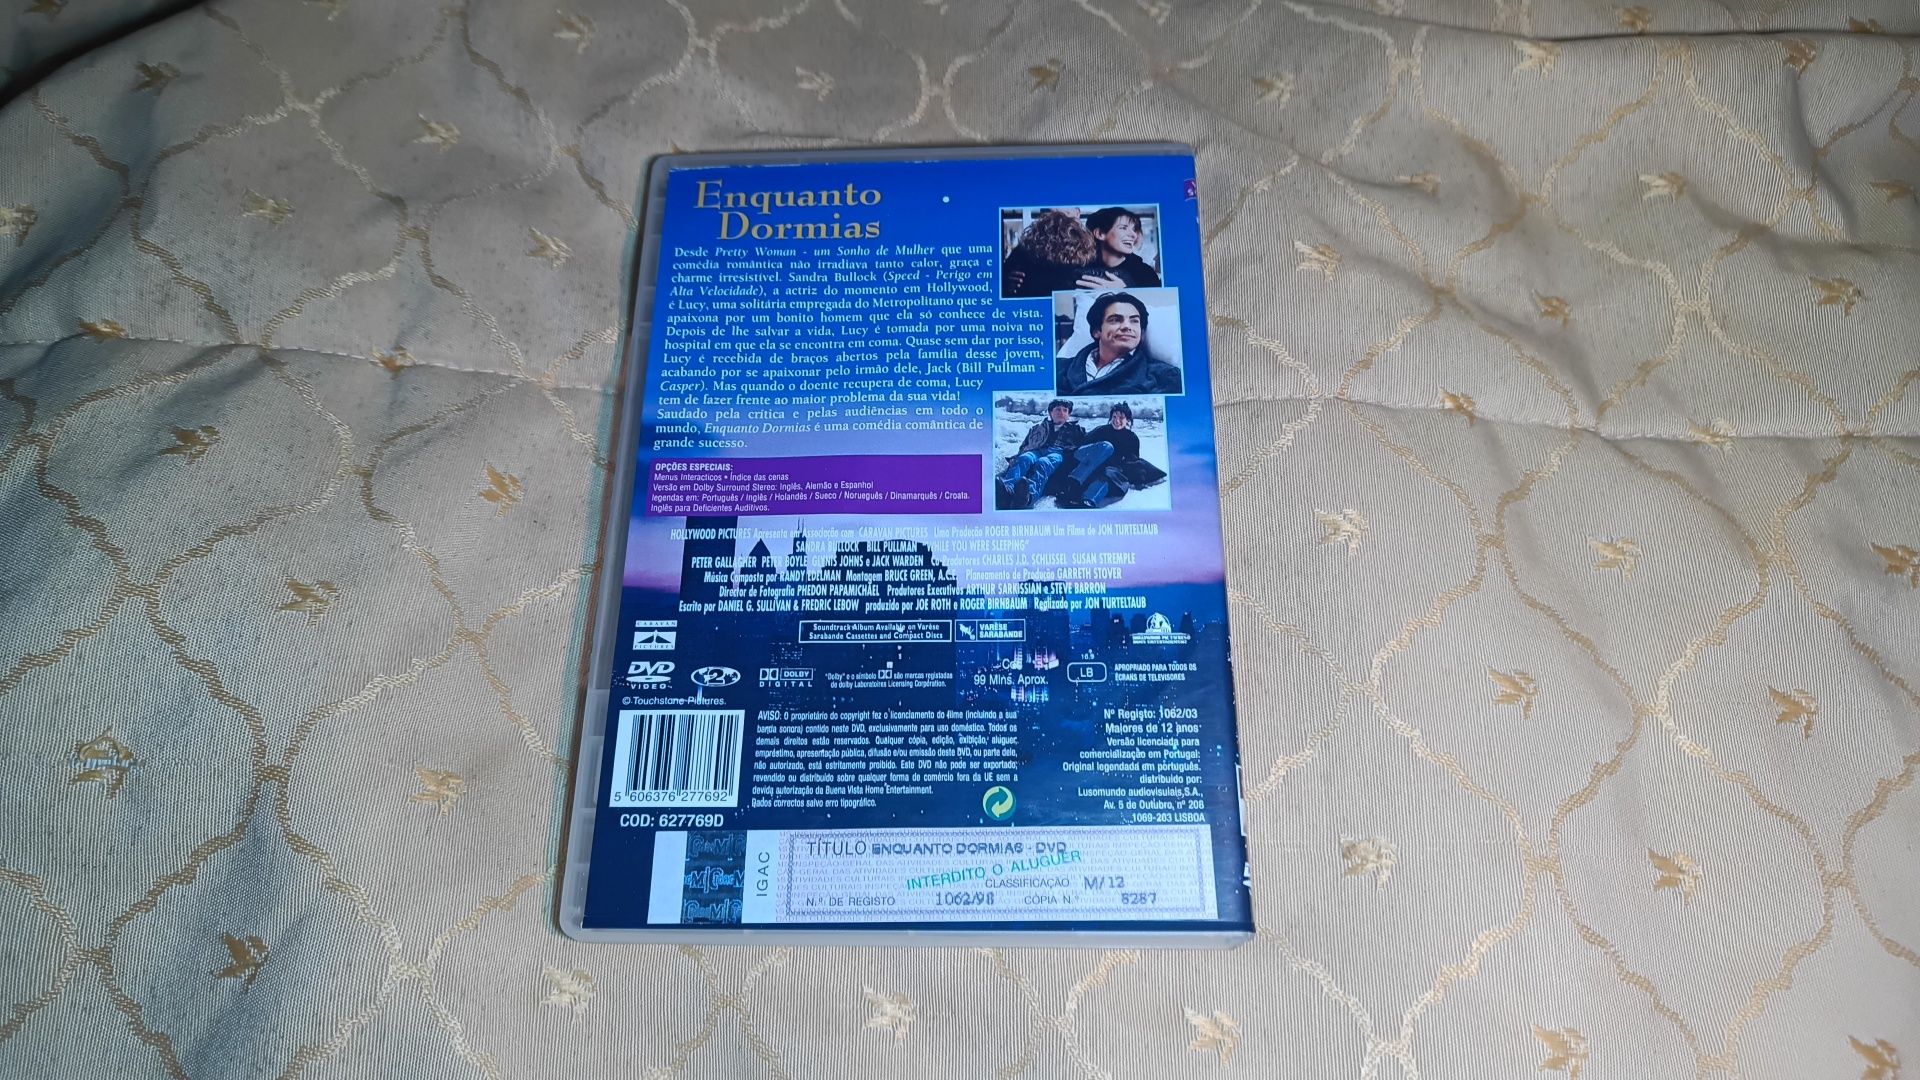 Enquanto
Dormias
Desde Pretty Woman - um Sonho de Mulher que uma
comédia romântica não irradiava tanto calor, graça e
charme irresistível. Sandra Bullock (Speed - Perigo em
Alta Velocidade), a actriz do momento em Hollywood,
é Lucy, uma solitária empregada do Metropolitano que se
apaixona por um bonito homem que ela só conhece de vista.
Depois de lhe salvar a vida, Lucy é tomada por uma noiva no
hospital em que ela se encontra em coma. Quase sem dar por isso,
Lucy é recebida de braços abertos pela família desse jovem,
acabando por se apaixonar pelo irmão dele, Jack (Bill Pullman -
Casper). Mas quando o doente recupera de coma, Lucy
tem de fazer frente ao maior problema da sua vida!
Saudado pela crítica e pelas audiências em todo o
mundo, Enquanto Dormias é uma comédia comântica de
grande sucesso.
OPÇÕES ESPECIAIS:
Menus Interacticos • Índice das cenas
Versão em Dolby Surround Stereo: Inglês, Alemão e Espanhol
legendas em: Português / Inglês / Holandês / Sueco / Norueguês / Dinamarquês / Croata.
Inglês para Deficientes Auditivos.
HOLLYWOOD PICTURES Apresenta em Associação com CARAVAN PICTURES Uma Produção ROGER BIRNBAUM Um Filme de JON TURTELTAUB
SANDRA BULLOCK BILL PULLMAN "WHILE YOU WERE SLEEPING"
PETER GALLAGHER PETER BOYLE GLYNIS JOHNS e JACK WARDEN Co-Produtores CHARLES J.D. SCHLISSEL SUSAN STREMPLE
Música Composta por RANDY EDELMAN Montagem BRUCE GREEN, A.C.E. Planeamento de Produção GARRETH STOVER
Director de Fotografia PHEDON PAPAMICHAEL Produtores Executivos ARTHUR SARKISSIAN e STEVE BARRON
Escrito por DANIEL G. SULLIVAN & FREDRIC LEBOW produzido por JOE ROTH e ROGER BIRNBAUM Realizado por JON TURTELTAUB
CARAVAN
PICTURES
Soundtrack Album Available on Varèse
Sarabande Cassettes and Compact Discs
VARÈSE
SARABANDE
DVD
VIDEO
2
DOLBY
DIGITAL
"Dolby" e o símbolo DD são marcas registadas
de dolby Laboratories Licensing Corporation.
Cor
99 Mins. Aprox.
16:9
LB
APROPRIADO PARA TODOS OS
ÉCRANS DE TELEVISORES
© Touchstone Pictures.
AVISO: O proprietário do copyright fez o licenciamento do filme (incluindo a sua
banda sonora) contido neste DVD, exclusivamente para uso doméstico. Todos os
demais direitos estão reservados. Qualquer cópia, edição, exibição, aluguer,
empréstimo, apresentação pública, difusão e/ou emissão deste DVD, ou parte dele,
não autorizado, está estritamente proibido. Este DVD não pode ser exportado,
revendido ou distribuido sobre qualquer forma de comércio fora da UE sem a
devida autorização da Buena Vista Home Entertainment.
Dados correctos salvo erro tipográfico.
Nº Registo: 1062/03
Maiores de 12 anos
Versão licenciada para
comercialização em Portugal.
Original legendada em português.
distribuido por:
Lusomundo audiovisuais,S.A.,
Av. 5 de Outubro, nº 208
1069-203 LISBOA
5 606376 277692
COD: 627769D
IGAC
TÍTULO ENQUANTO DORMIAS - DVD
INTERDITO O ALUGUER
CLASSIFICAÇÃO M/12
N.º DE REGISTO 1062/98 CÓPIA N.º 5287